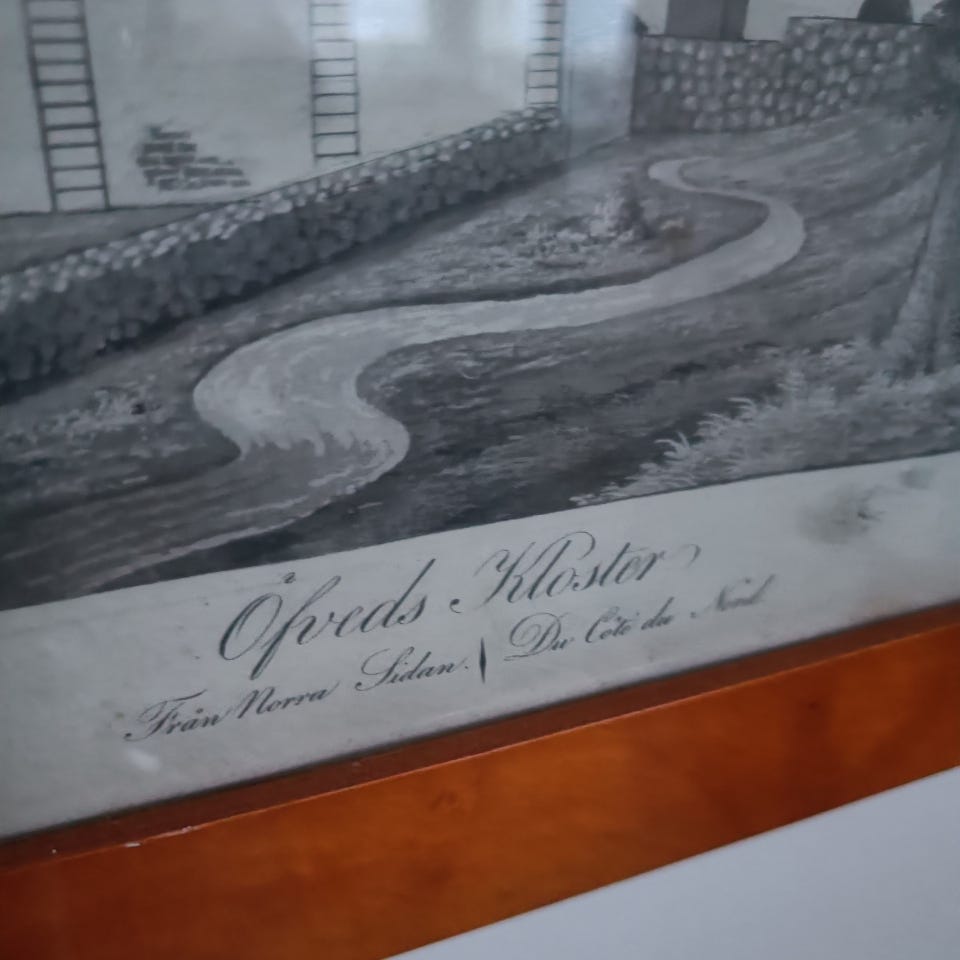 Öfveds Kloster
Från Norra Sidan. | Du Côté du Nord